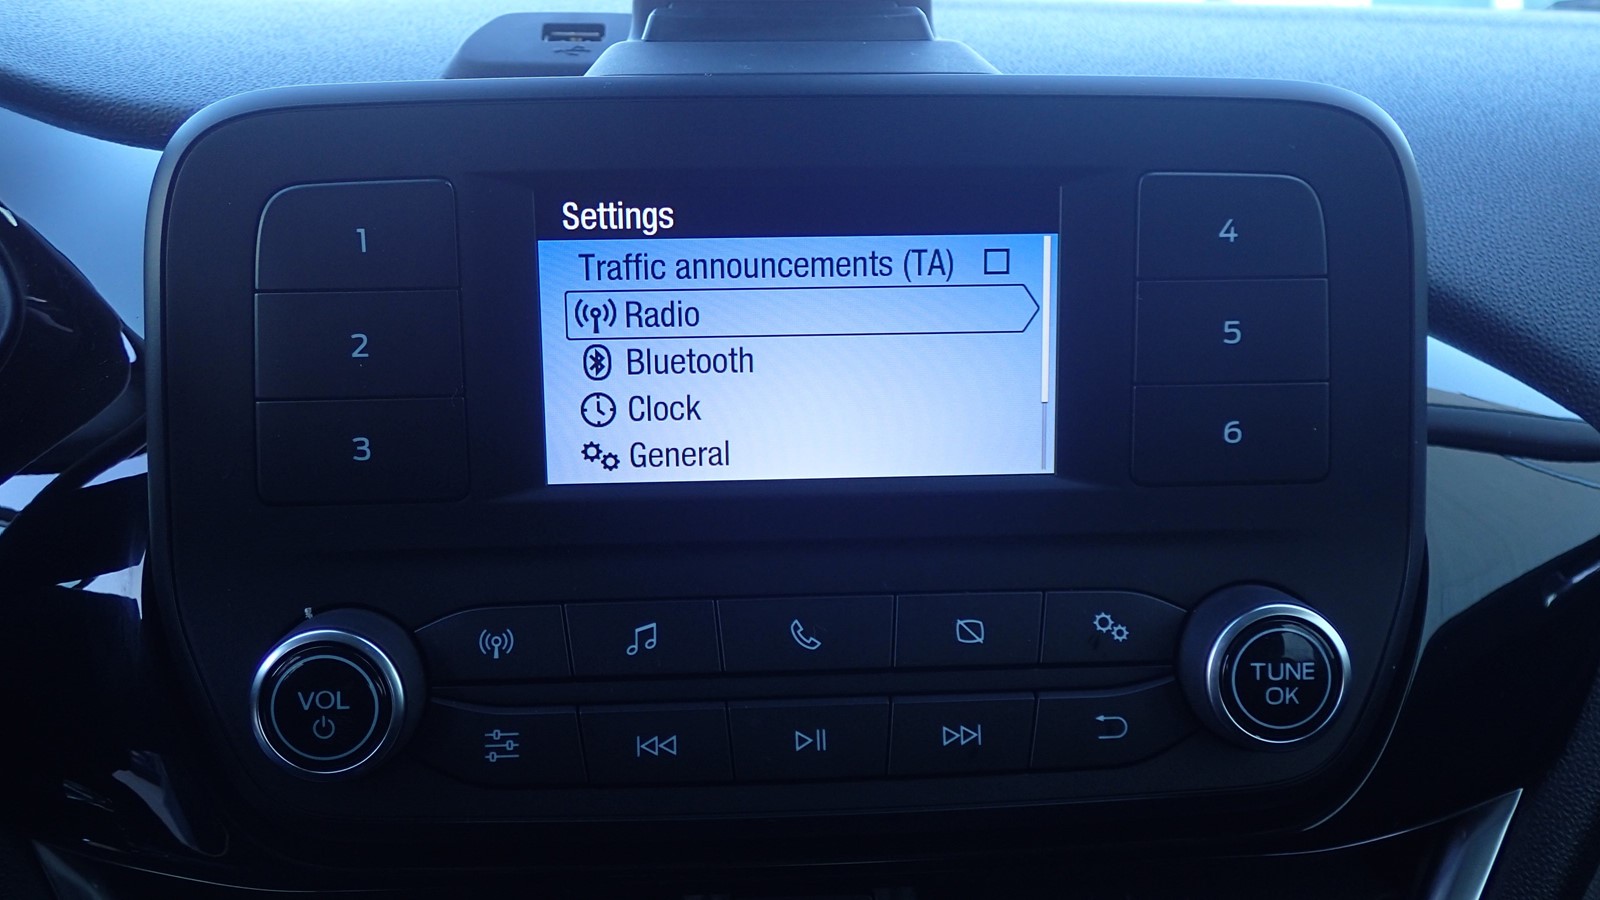 Settings
Traffic announcements (TA)
Radio
Bluetooth
Clock
General
1
2
3
4
5
6
VOL
TUNE
OK